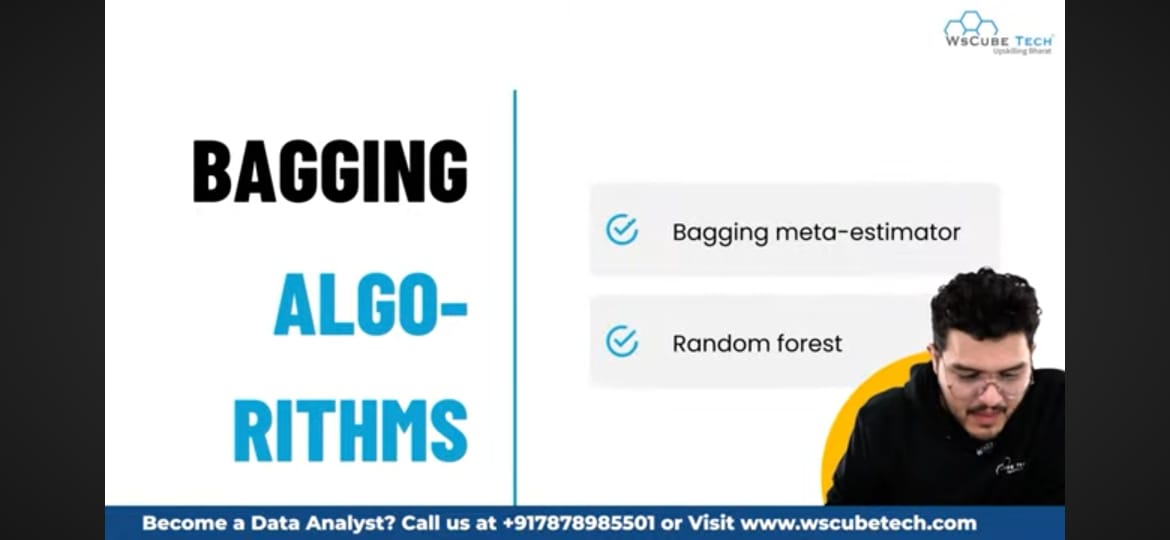 WsCube Tech
Upskilling Bharat
BAGGING
ALGO-
RITHMS
Bagging meta-estimator
Random forest
Become a Data Analyst? Call us at +917878985501 or Visit www.wscubetech.com